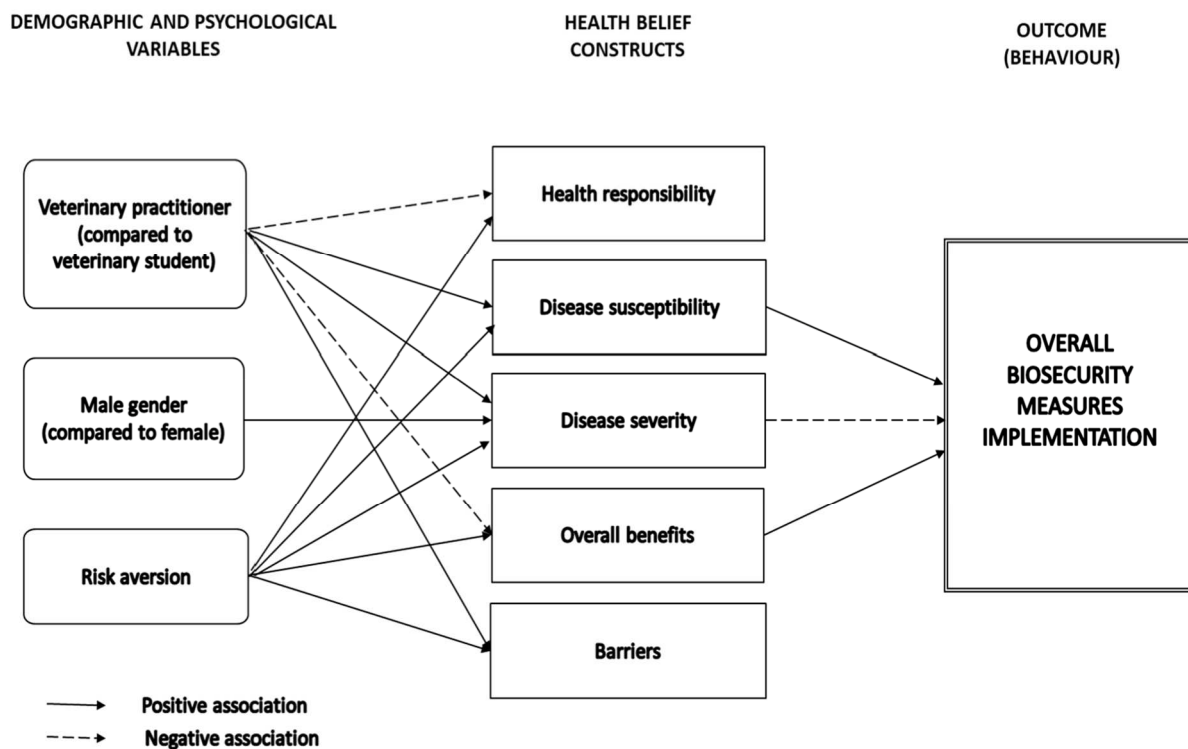 DEMOGRAPHIC AND PSYCHOLOGICAL
VARIABLES
HEALTH BELIEF
CONSTRUCTS
OUTCOME
(BEHAVIOUR)
Veterinary practitioner
(compared to
veterinary student)
Male gender
(compared to female)
Risk aversion
Health responsibility
Disease susceptibility
Disease severity
Overall benefits
Barriers
OVERALL
BIOSECURITY
MEASURES
IMPLEMENTATION
Positive association
Negative association